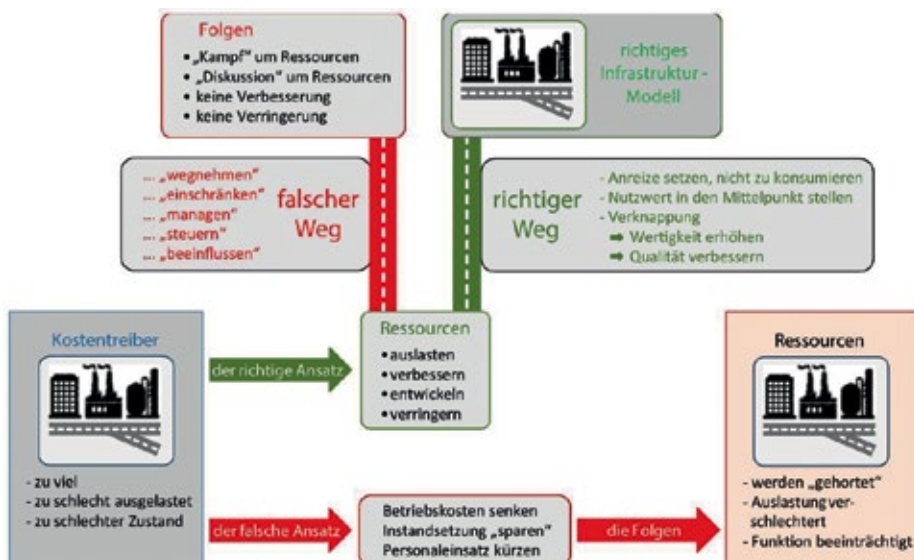 Folgen
• „Kampf" um Ressourcen
• „Diskussion" um Ressourcen
• keine Verbesserung
• keine Verringerung
richtiges
Infrastruktur-
Modell
... „wegnehmen"
... „einschränken"
... „managen"
... „steuern"
... „beeinflussen"
falscher
Weg
richtiger
Weg
- Anreize setzen, nicht zu konsumieren
- Nutzwert in den Mittelpunkt stellen
- Verknappung
➡ Wertigkeit erhöhen
➡ Qualität verbessern
Kostentreiber
- zu viel
- zu schlecht ausgelastet
- zu schlechter Zustand
der richtige Ansatz
Ressourcen
• auslasten
• verbessern
• entwickeln
• verringern
der falsche Ansatz
Betriebskosten senken
Instandsetzung „sparen"
Personaleinsatz kürzen
die Folgen
Ressourcen
- werden „gehortet"
- Auslastung ver-
schlechtert
- Funktion beeinträchtigt